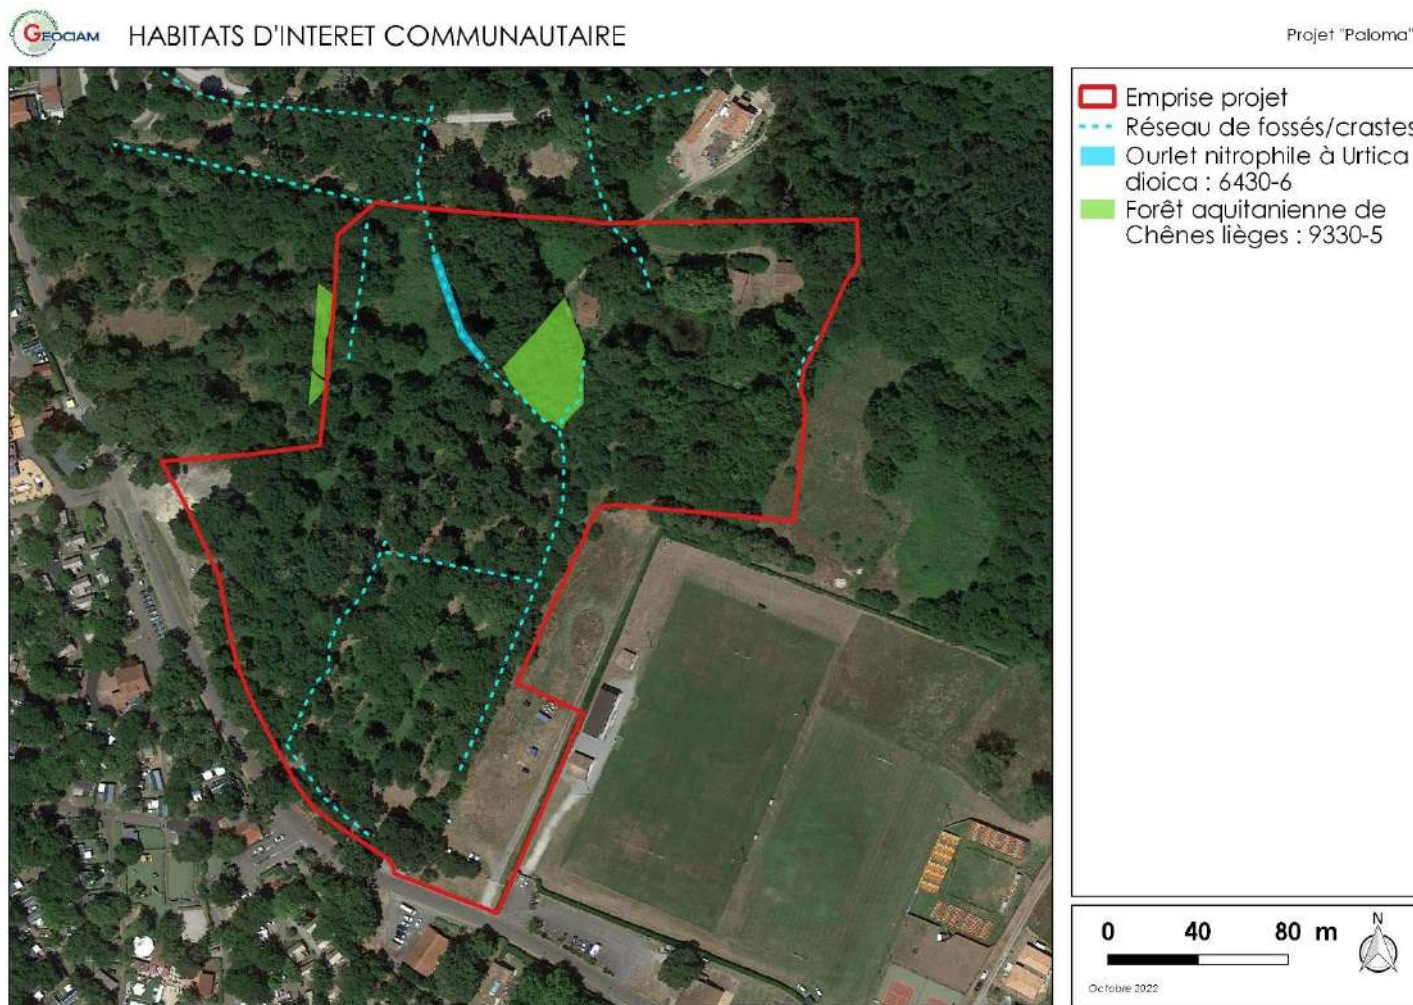 GEOCIAM
HABITATS D'INTERET COMMUNAUTAIRE
Projet "Paloma"
Emprise projet
Réseau de fossés/crastes
Ourlet nitrophile à Urtica
dioica : 6430-6
Forêt aquitanienne de
Chênes lièges : 9330-5
0 40 80 m
N
Octobre 2022